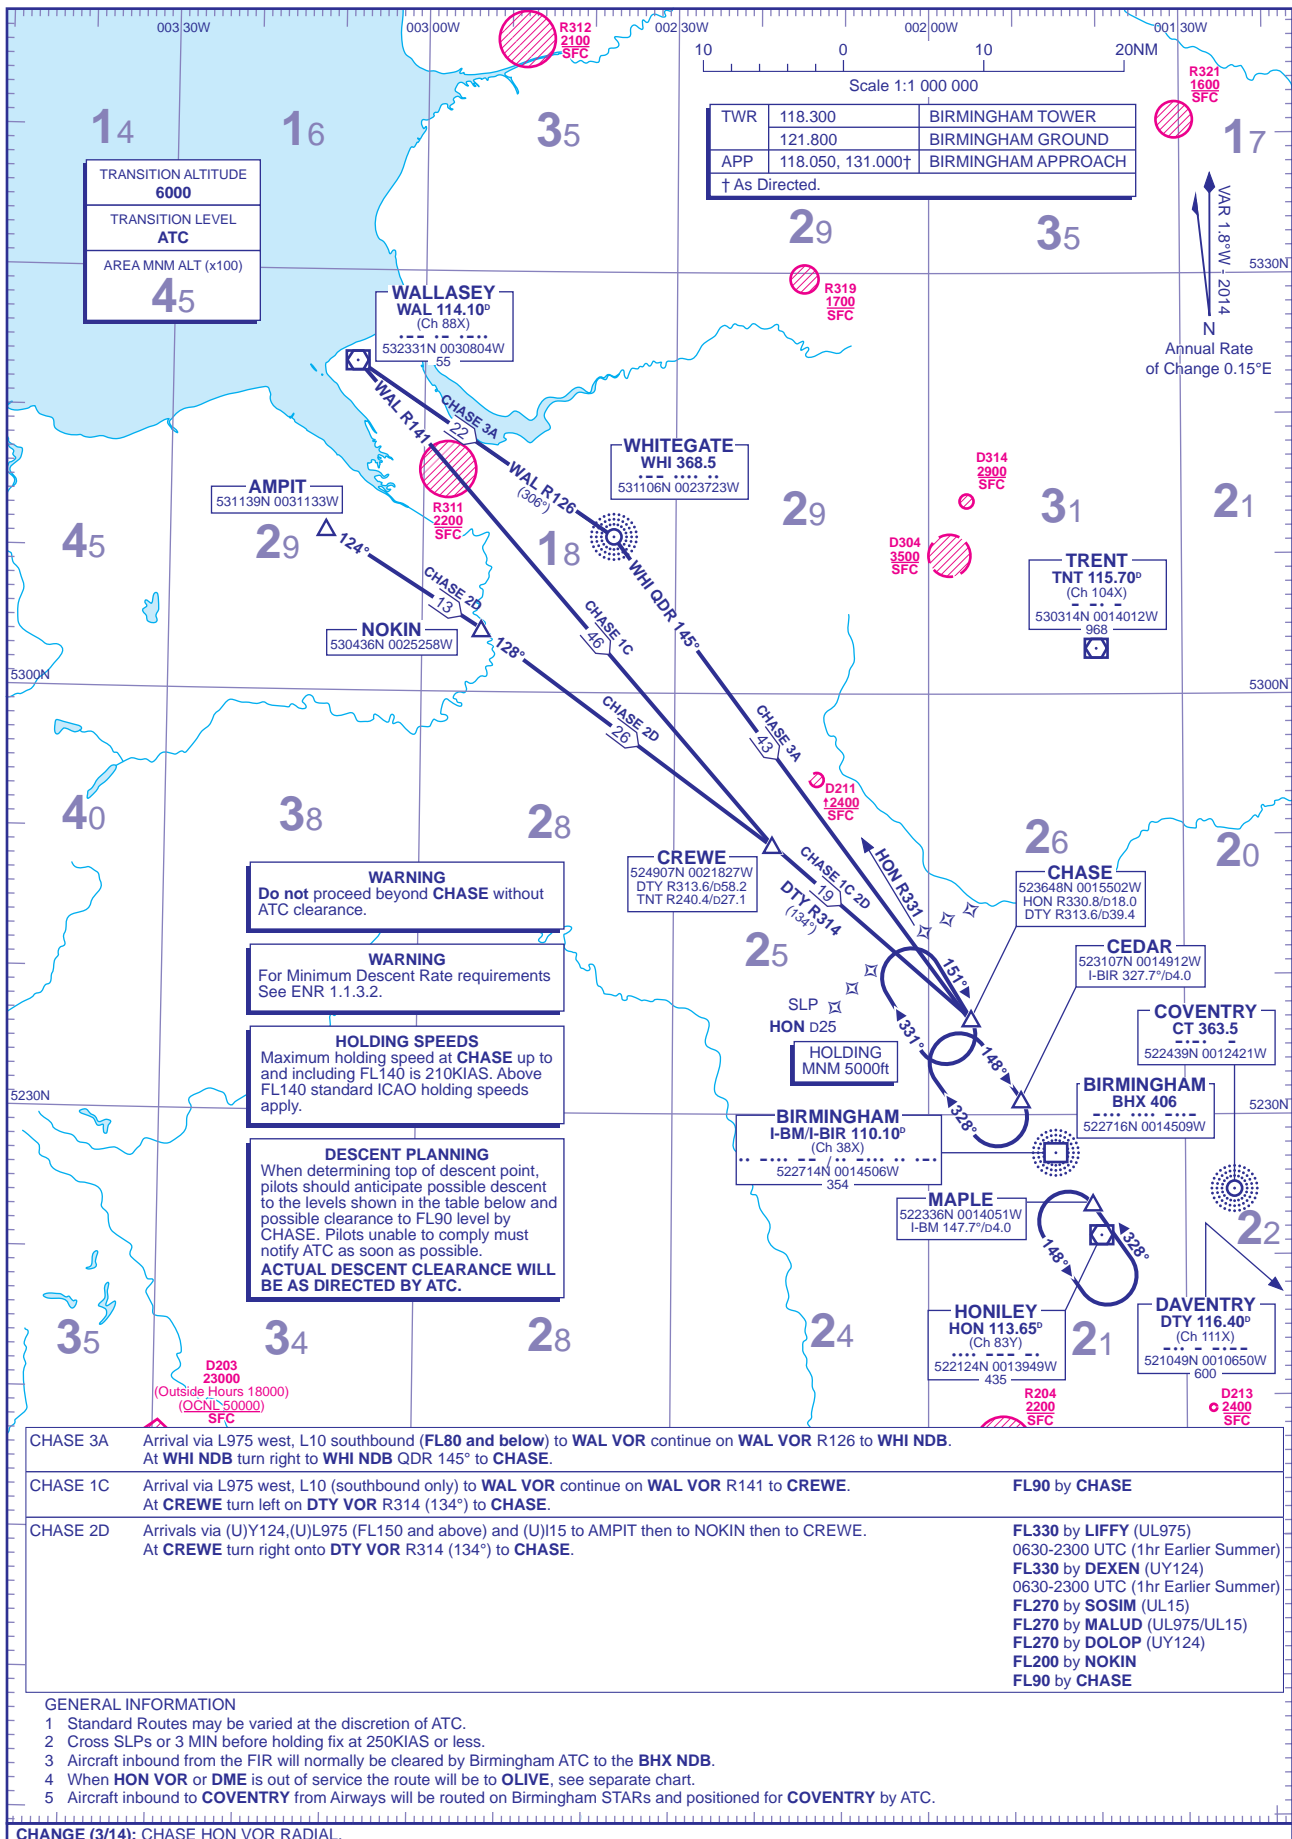 003 30W
003 00W
002 30W
002 00W
001 30W
R312
2100
SFC
10 0 10 20NM
Scale 1:1 000 000
R321
1600
SFC
TWR 118.300 BIRMINGHAM TOWER
121.800 BIRMINGHAM GROUND
APP 118.050, 131.000† BIRMINGHAM APPROACH
† As Directed.
14
16
35
17
TRANSITION ALTITUDE
6000
TRANSITION LEVEL
ATC
AREA MNM ALT (x100)
45
29
35
VAR 1.8°W - 2014
N
Annual Rate
of Change 0.15°E
5330N
R319
1700
SFC
WALLASEY
WAL 114.10ᴰ
(Ch 88X)
·-- ·- ·-··
532331N 0030804W
55
WAL R141
CHASE 3A
22
WAL R126
(306°)
WHITEGATE
WHI 368.5
·-- ···· ··
531106N 0023723W
R311
2200
SFC
AMPIT
531139N 0031133W
124°
CHASE 2D
13
NOKIN
530436N 0025258W
128°
D314
2900
SFC
D304
3500
SFC
45
29
18
29
31
21
TRENT
TNT 115.70ᴰ
(Ch 104X)
- -· -
530314N 0014012W
968
WHI QDR 145°
CHASE 1C
46
CHASE 2D
26
CHASE 3A
43
5300N
5300N
D211
†2400
SFC
40
38
28
26
20
CREWE
524907N 0021827W
DTY R313.6/D58.2
TNT R240.4/D27.1
CHASE 1C 2D
19
DTY R314
(134°)
HON R331
CHASE
523648N 0015502W
HON R330.8/D18.0
DTY R313.6/D39.4
WARNING
Do not proceed beyond CHASE without
ATC clearance.
WARNING
For Minimum Descent Rate requirements
See ENR 1.1.3.2.
HOLDING SPEEDS
Maximum holding speed at CHASE up to
and including FL140 is 210KIAS. Above
FL140 standard ICAO holding speeds
apply.
DESCENT PLANNING
When determining top of descent point,
pilots should anticipate possible descent
to the levels shown in the table below and
possible clearance to FL90 level by
CHASE. Pilots unable to comply must
notify ATC as soon as possible.
ACTUAL DESCENT CLEARANCE WILL
BE AS DIRECTED BY ATC.
25
CEDAR
523107N 0014912W
I-BIR 327.7°/D4.0
151°
331°
SLP
HON D25
HOLDING
MNM 5000ft
148°
328°
COVENTRY
CT 363.5
-·-· -
522439N 0012421W
BIRMINGHAM
BHX 406
-··· ···· -··-
522716N 0014509W
5230N
5230N
BIRMINGHAM
I-BM/I-BIR 110.10ᴰ
(Ch 38X)
·· -··· -- / ·· -··· ·· ·-·
522714N 0014506W
354
MAPLE
522336N 0014051W
I-BM 147.7°/D4.0
148°
328°
22
HONILEY
HON 113.65ᴰ
(Ch 83Y)
···· --- -·
522124N 0013949W
435
DAVENTRY
DTY 116.40ᴰ
(Ch 111X)
-·· - -·--
521049N 0010650W
600
35
34
28
24
21
D203
23000
(Outside Hours 18000)
(OCNL 50000)
SFC
R204
2200
SFC
D213
2400
SFC
CHASE 3A Arrival via L975 west, L10 southbound (FL80 and below) to WAL VOR continue on WAL VOR R126 to WHI NDB.
At WHI NDB turn right to WHI NDB QDR 145° to CHASE.
CHASE 1C Arrival via L975 west, L10 (southbound only) to WAL VOR continue on WAL VOR R141 to CREWE. FL90 by CHASE
At CREWE turn left on DTY VOR R314 (134°) to CHASE.
CHASE 2D Arrivals via (U)Y124,(U)L975 (FL150 and above) and (U)l15 to AMPIT then to NOKIN then to CREWE. FL330 by LIFFY (UL975)
At CREWE turn right onto DTY VOR R314 (134°) to CHASE. 0630-2300 UTC (1hr Earlier Summer)
FL330 by DEXEN (UY124)
0630-2300 UTC (1hr Earlier Summer)
FL270 by SOSIM (UL15)
FL270 by MALUD (UL975/UL15)
FL270 by DOLOP (UY124)
FL200 by NOKIN
FL90 by CHASE
GENERAL INFORMATION
1 Standard Routes may be varied at the discretion of ATC.
2 Cross SLPs or 3 MIN before holding fix at 250KIAS or less.
3 Aircraft inbound from the FIR will normally be cleared by Birmingham ATC to the BHX NDB.
4 When HON VOR or DME is out of service the route will be to OLIVE, see separate chart.
5 Aircraft inbound to COVENTRY from Airways will be routed on Birmingham STARs and positioned for COVENTRY by ATC.
CHANGE (3/14): CHASE HON VOR RADIAL.